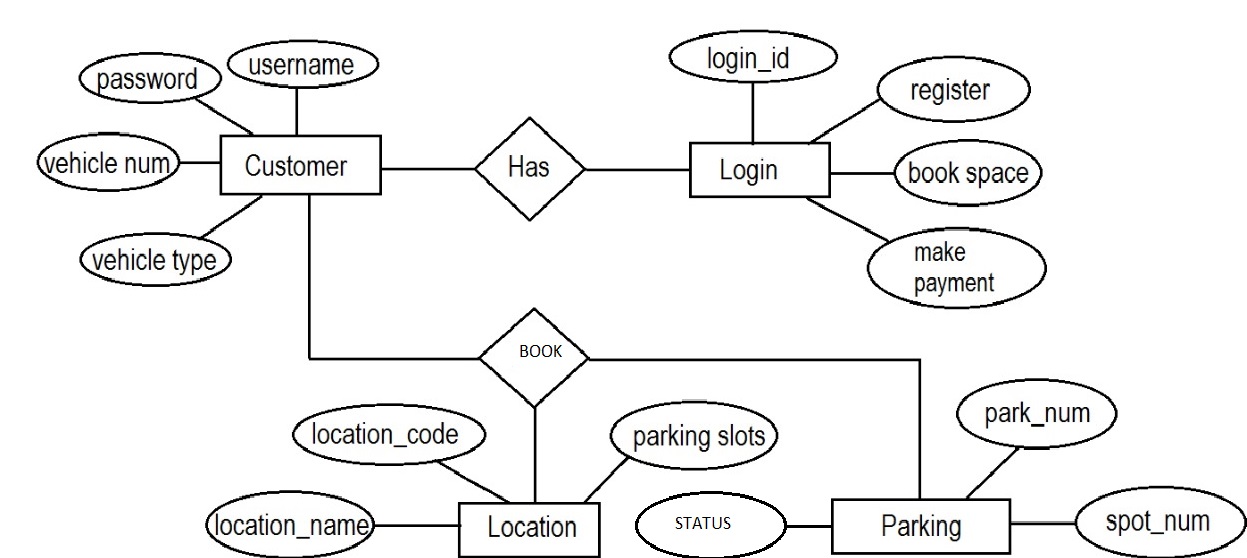 username
login_id
password
register
vehicle num
Customer
Has
Login
book space
vehicle type
make
payment
BOOK
location_code
parking slots
park_num
location_name
Location
STATUS
Parking
spot_num